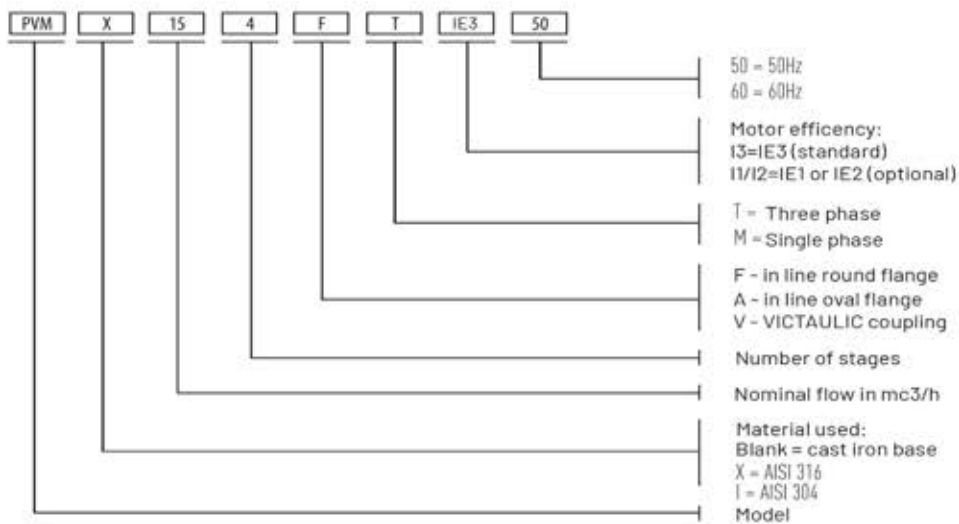 PVM X 15 4 F T IE3 50
50 = 50Hz
60 = 60Hz
Motor efficency:
I3=IE3 (standard)
I1/I2=IE1 or IE2 (optional)
T = Three phase
M = Single phase
F - in line round flange
A - in line oval flange
V - VICTAULIC coupling
Number of stages
Nominal flow in mc3/h
Material used:
Blank = cast iron base
X = AISI 316
I = AISI 304
Model